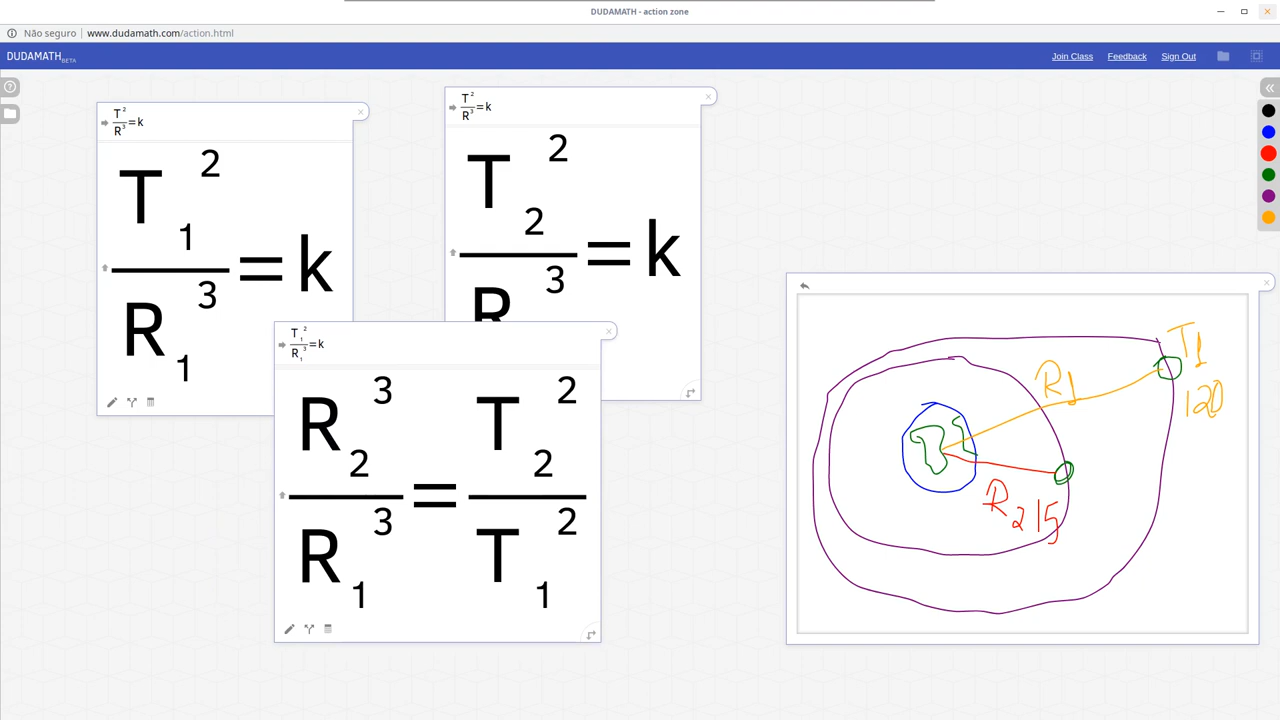 DUDAMATH - action zone
Não seguro | www.dudamath.com/action.html
DUDAMATH BETA
Join Class Feedback Sign Out
T²/R³=k
T₁²/R₁³=k
T²/R³=k
T₂²
R³ =k
T₁²/R₁³=k
R₂³/R₁³=T₂²/T₁²
T1
120
R1
R2 15